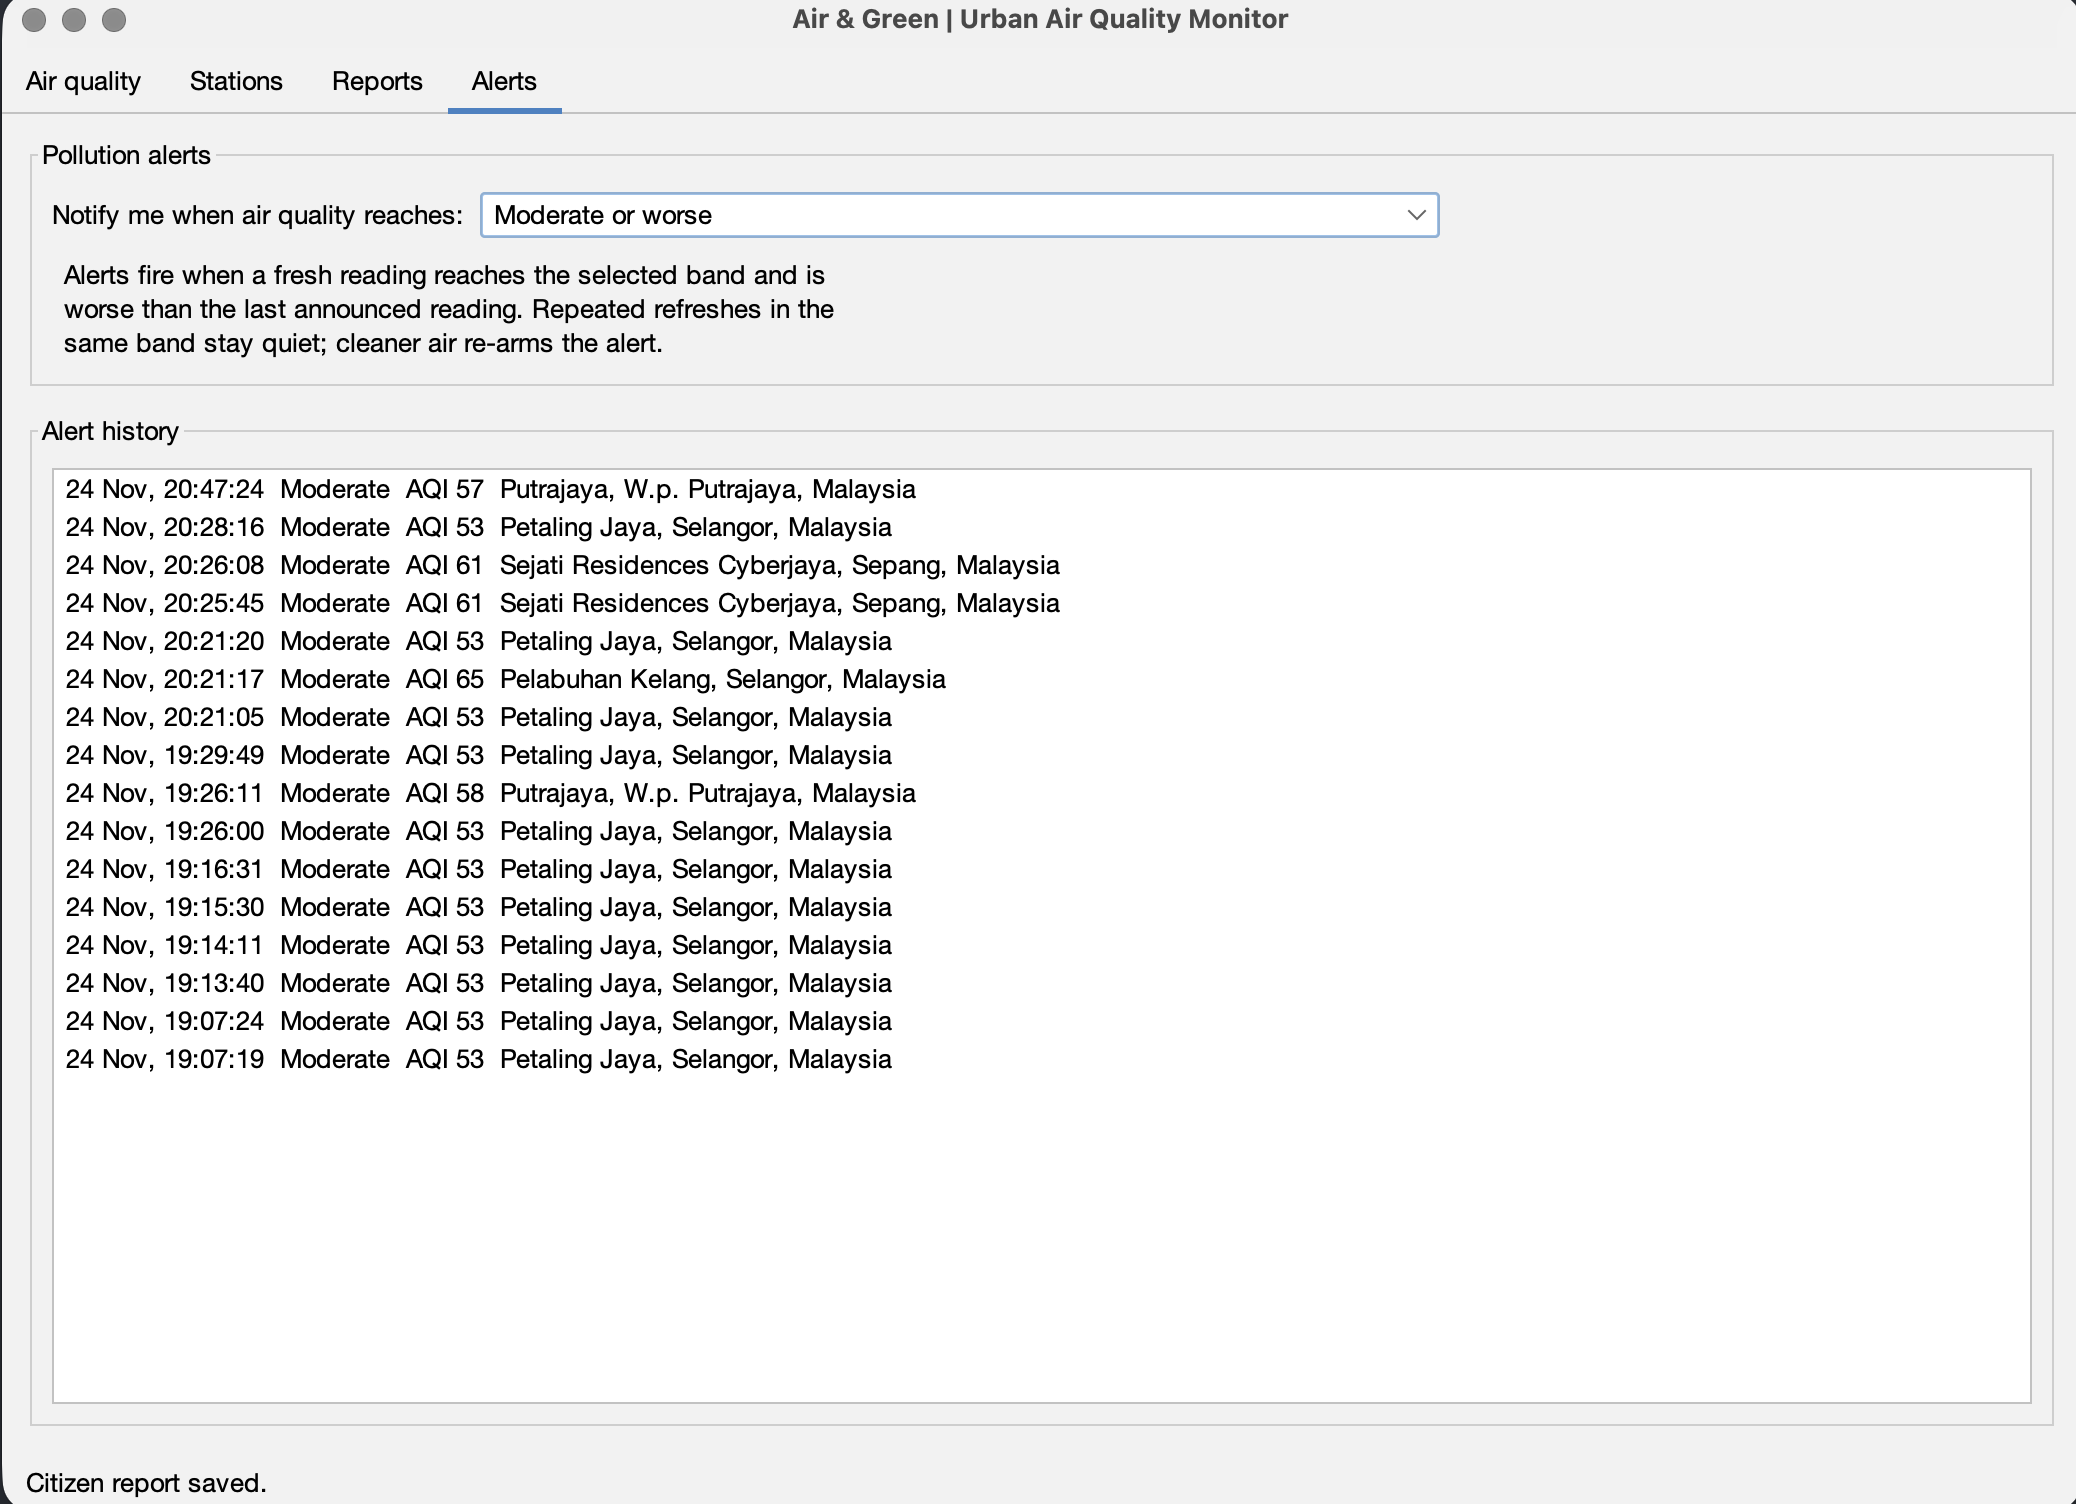 Air & Green | Urban Air Quality Monitor
Air quality Stations Reports Alerts
Pollution alerts
Notify me when air quality reaches: Moderate or worse
Alerts fire when a fresh reading reaches the selected band and is
worse than the last announced reading. Repeated refreshes in the
same band stay quiet; cleaner air re-arms the alert.
Alert history
24 Nov, 20:47:24 Moderate AQI 57 Putrajaya, W.p. Putrajaya, Malaysia
24 Nov, 20:28:16 Moderate AQI 53 Petaling Jaya, Selangor, Malaysia
24 Nov, 20:26:08 Moderate AQI 61 Sejati Residences Cyberjaya, Sepang, Malaysia
24 Nov, 20:25:45 Moderate AQI 61 Sejati Residences Cyberjaya, Sepang, Malaysia
24 Nov, 20:21:20 Moderate AQI 53 Petaling Jaya, Selangor, Malaysia
24 Nov, 20:21:17 Moderate AQI 65 Pelabuhan Kelang, Selangor, Malaysia
24 Nov, 20:21:05 Moderate AQI 53 Petaling Jaya, Selangor, Malaysia
24 Nov, 19:29:49 Moderate AQI 53 Petaling Jaya, Selangor, Malaysia
24 Nov, 19:26:11 Moderate AQI 58 Putrajaya, W.p. Putrajaya, Malaysia
24 Nov, 19:26:00 Moderate AQI 53 Petaling Jaya, Selangor, Malaysia
24 Nov, 19:16:31 Moderate AQI 53 Petaling Jaya, Selangor, Malaysia
24 Nov, 19:15:30 Moderate AQI 53 Petaling Jaya, Selangor, Malaysia
24 Nov, 19:14:11 Moderate AQI 53 Petaling Jaya, Selangor, Malaysia
24 Nov, 19:13:40 Moderate AQI 53 Petaling Jaya, Selangor, Malaysia
24 Nov, 19:07:24 Moderate AQI 53 Petaling Jaya, Selangor, Malaysia
24 Nov, 19:07:19 Moderate AQI 53 Petaling Jaya, Selangor, Malaysia
Citizen report saved.